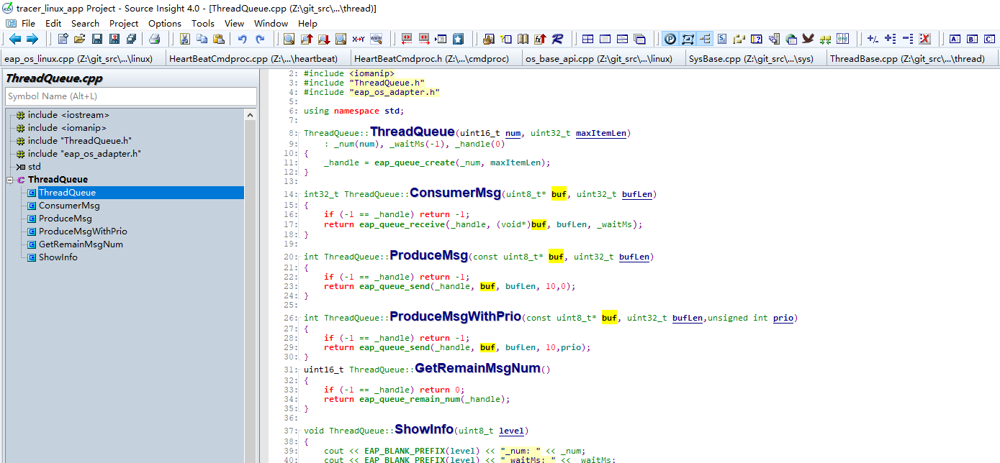 tracer_linux_app Project - Source Insight 4.0 - [ThreadQueue.cpp (Z:\git_src\...\thread)]
File Edit Search Project Options Tools View Window Help
eap_os_linux.cpp (Z:\git_src\...\linux) HeartBeatCmdproc.cpp (Z:\...\heartbeat) HeartBeatCmdproc.h (Z:\...\cmdproc) os_base_api.cpp (Z:\git_src\...\linux) SysBase.cpp (Z:\git_src\...\sys) ThreadBase.cpp (Z:\git_src\...\thread)
ThreadQueue.cpp
Symbol Name (Alt+L)
include <iostream>
include <iomanip>
include "ThreadQueue.h"
include "eap_os_adapter.h"
std
ThreadQueue
ThreadQueue
ConsumerMsg
ProduceMsg
ProduceMsgWithPrio
GetRemainMsgNum
ShowInfo
2: #include <iomanip>
3: #include "ThreadQueue.h"
4: #include "eap_os_adapter.h"
5:
6: using namespace std;
7:
8: ThreadQueue::ThreadQueue(uint16_t num, uint32_t maxItemLen)
9: : _num(num), _waitMs(-1), _handle(0)
10: {
11: _handle = eap_queue_create(_num, maxItemLen);
12: }
13:
14: int32_t ThreadQueue::ConsumerMsg(uint8_t* buf, uint32_t bufLen)
15: {
16: if (-1 == _handle) return -1;
17: return eap_queue_receive(_handle, (void*)buf, bufLen, _waitMs);
18: }
19:
20: int ThreadQueue::ProduceMsg(const uint8_t* buf, uint32_t bufLen)
21: {
22: if (-1 == _handle) return -1;
23: return eap_queue_send(_handle, buf, bufLen, 10,0);
24: }
25:
26: int ThreadQueue::ProduceMsgWithPrio(const uint8_t* buf, uint32_t bufLen,unsigned int prio)
27: {
28: if (-1 == _handle) return -1;
29: return eap_queue_send(_handle, buf, bufLen, 10,prio);
30: }
31: uint16_t ThreadQueue::GetRemainMsgNum()
32: {
33: if (-1 == _handle) return 0;
34: return eap_queue_remain_num(_handle);
35: }
36:
37: void ThreadQueue::ShowInfo(uint8_t level)
38: {
39: cout << EAP_BLANK_PREFIX(level) << "_num: " << _num;
40: cout << EAP_BLANK_PREFIX(level) << "_waitMs: " << _waitMs;